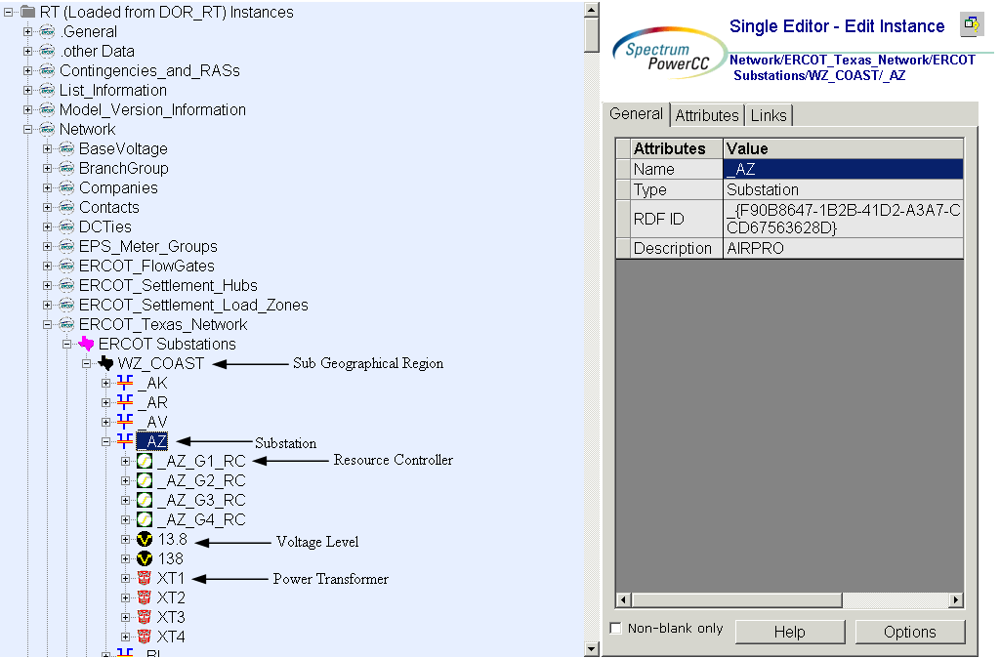 RT (Loaded from DOR_RT) Instances
.General
.other Data
Contingencies_and_RASs
List_Information
Model_Version_Information
Network
BaseVoltage
BranchGroup
Companies
Contacts
DCTies
EPS_Meter_Groups
ERCOT_FlowGates
ERCOT_Settlement_Hubs
ERCOT_Settlement_Load_Zones
ERCOT_Texas_Network
ERCOT Substations
WZ_COAST Sub Geographical Region
_AK
_AR
_AV
_AZ Substation
_AZ_G1_RC Resource Controller
_AZ_G2_RC
_AZ_G3_RC
_AZ_G4_RC
13.8 Voltage Level
138
XT1 Power Transformer
XT2
XT3
XT4
Spectrum
PowerCC
Single Editor - Edit Instance
Network/ERCOT_Texas_Network/ERCOT
Substations/WZ_COAST/_AZ
General Attributes Links
Attributes Value
Name _AZ
Type Substation
RDF ID _{F90B8647-1B2B-41D2-A3A7-C
CD67563628D}
Description AIRPRO
Non-blank only Help Options